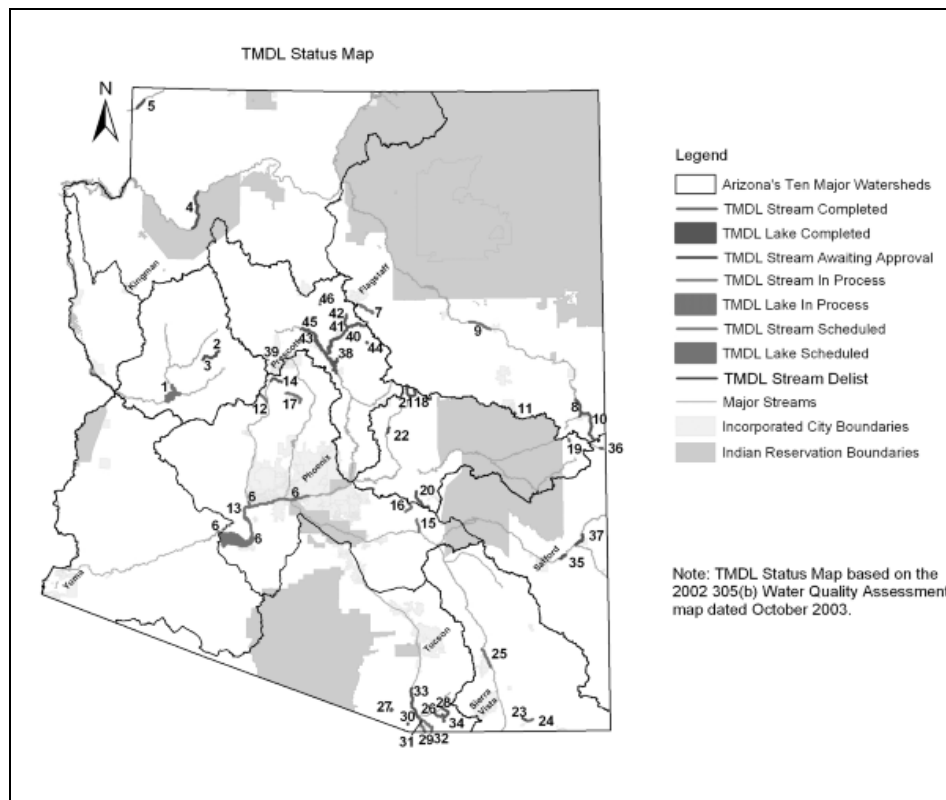 TMDL Status Map
N
5
4
Kingman
Flagstaff
46
42
7
45
41
9
43
40
2
39
Prescott
44
3
38
1
14
8
12
17
2118
11
10
22
19
36
Phoenix
6
6
20
13
16
6
15
37
6
Safford
35
Yuma
Tucson
25
33
28
Sierra
Vista
27
26
23
30
34
24
31
29
32
Legend
Arizona's Ten Major Watersheds
TMDL Stream Completed
TMDL Lake Completed
TMDL Stream Awaiting Approval
TMDL Stream In Process
TMDL Lake In Process
TMDL Stream Scheduled
TMDL Lake Scheduled
TMDL Stream Delist
Major Streams
Incorporated City Boundaries
Indian Reservation Boundaries
Note: TMDL Status Map based on the
2002 305(b) Water Quality Assessment
map dated October 2003.